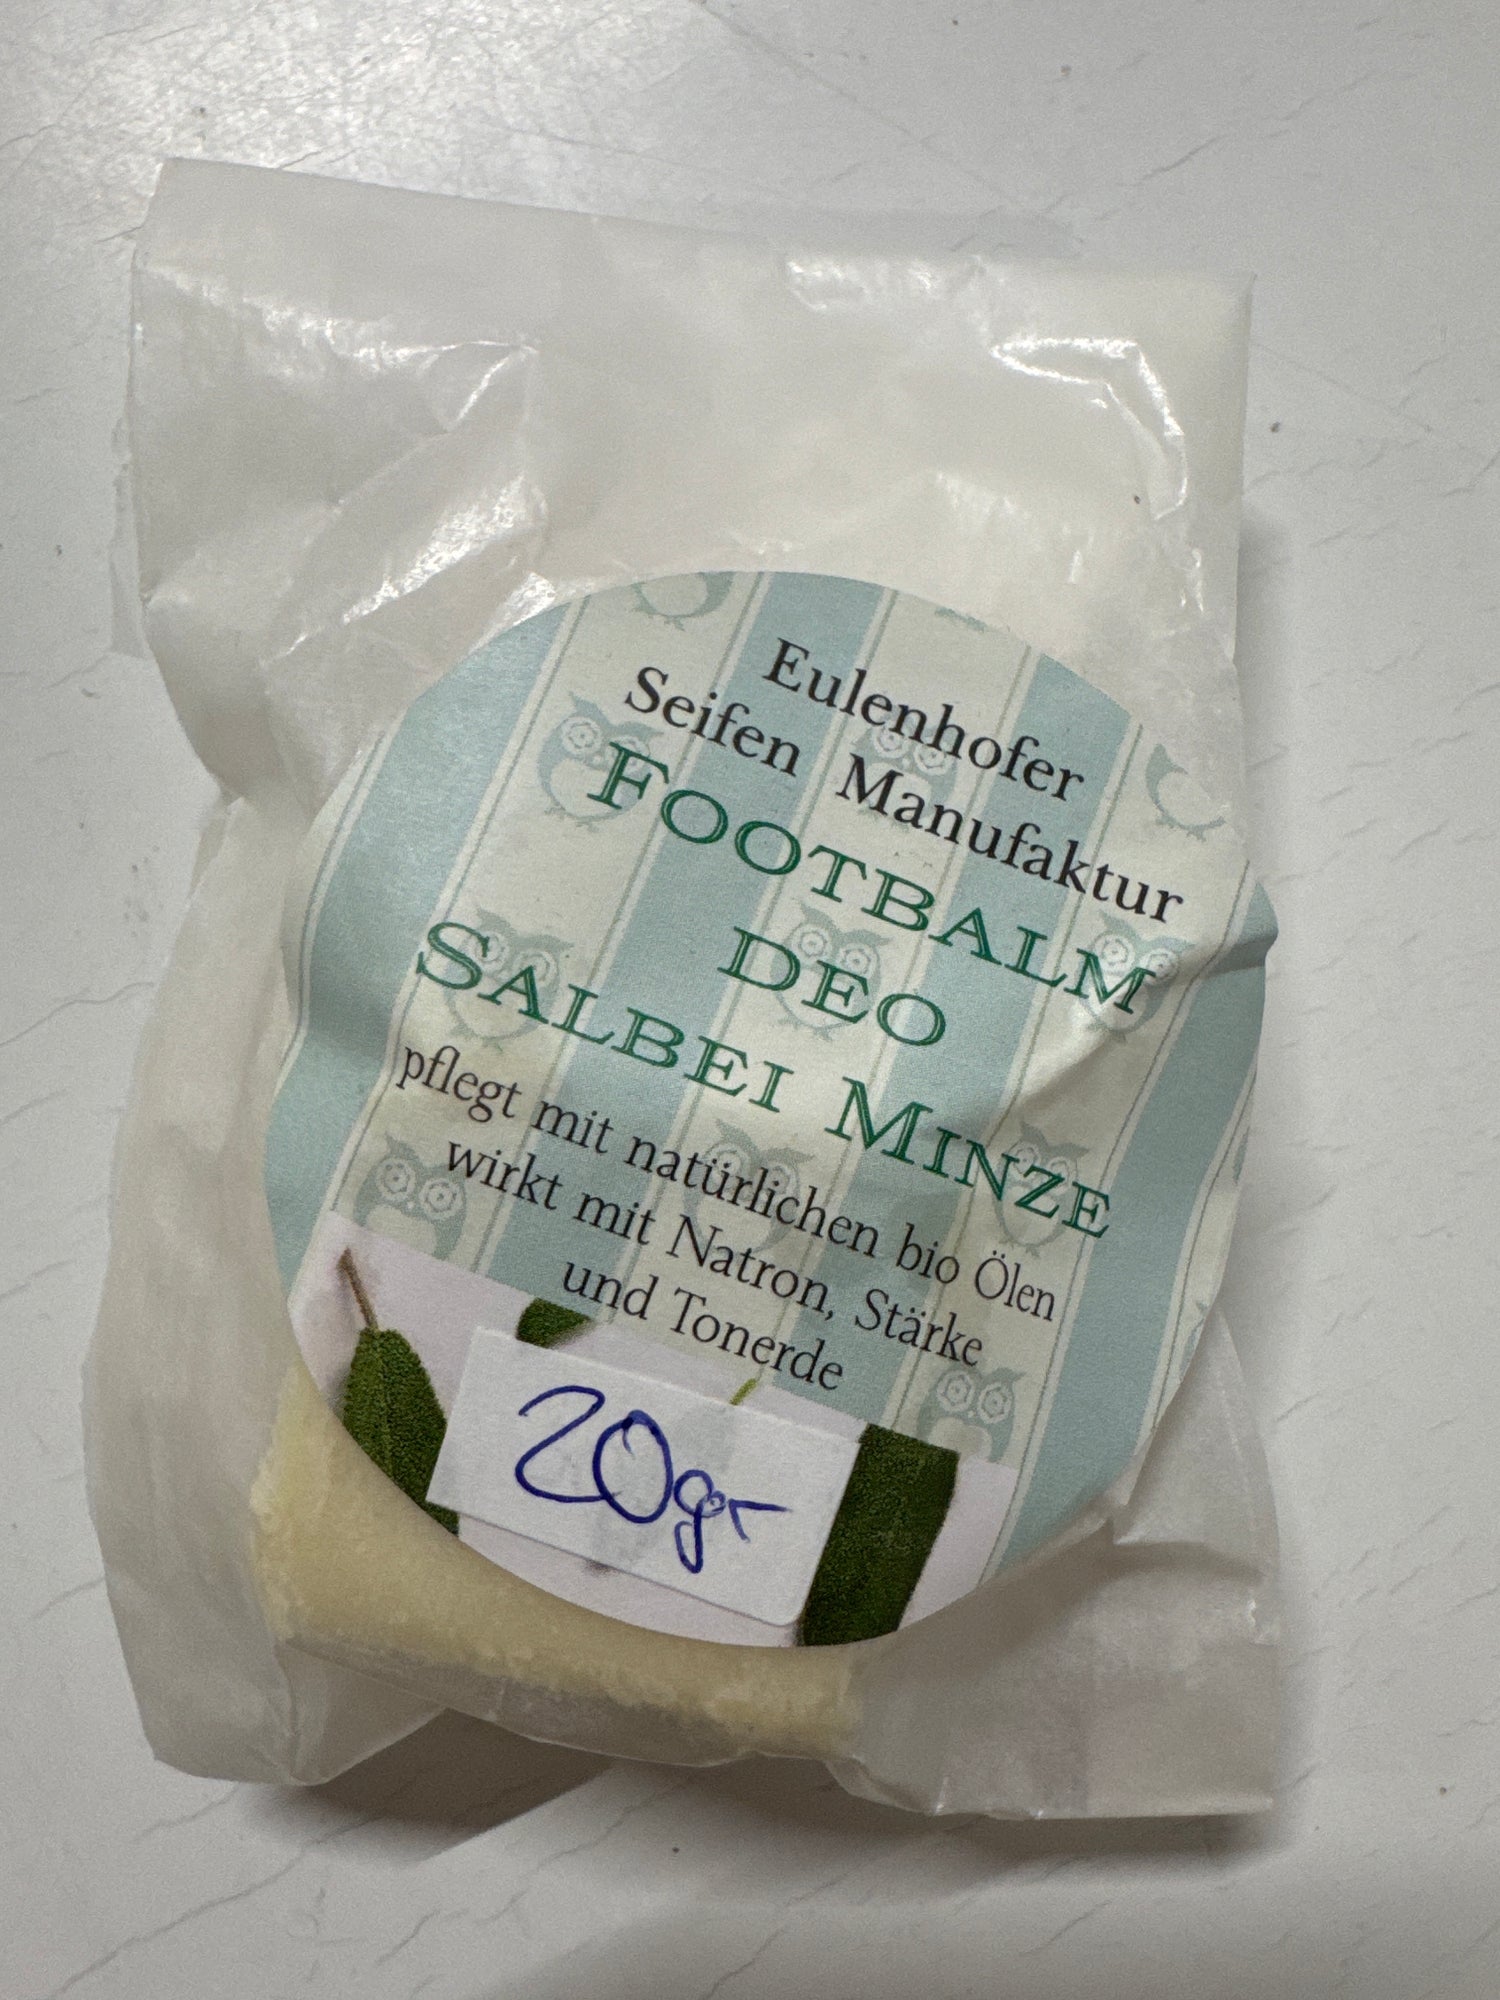 Eulenhofer
Seifen Manufaktur
FOOTBALM
DEO
SALBEI MINZE
pflegt mit natürlichen bio Ölen
wirkt mit Natron, Stärke
und Tonerde
20gr